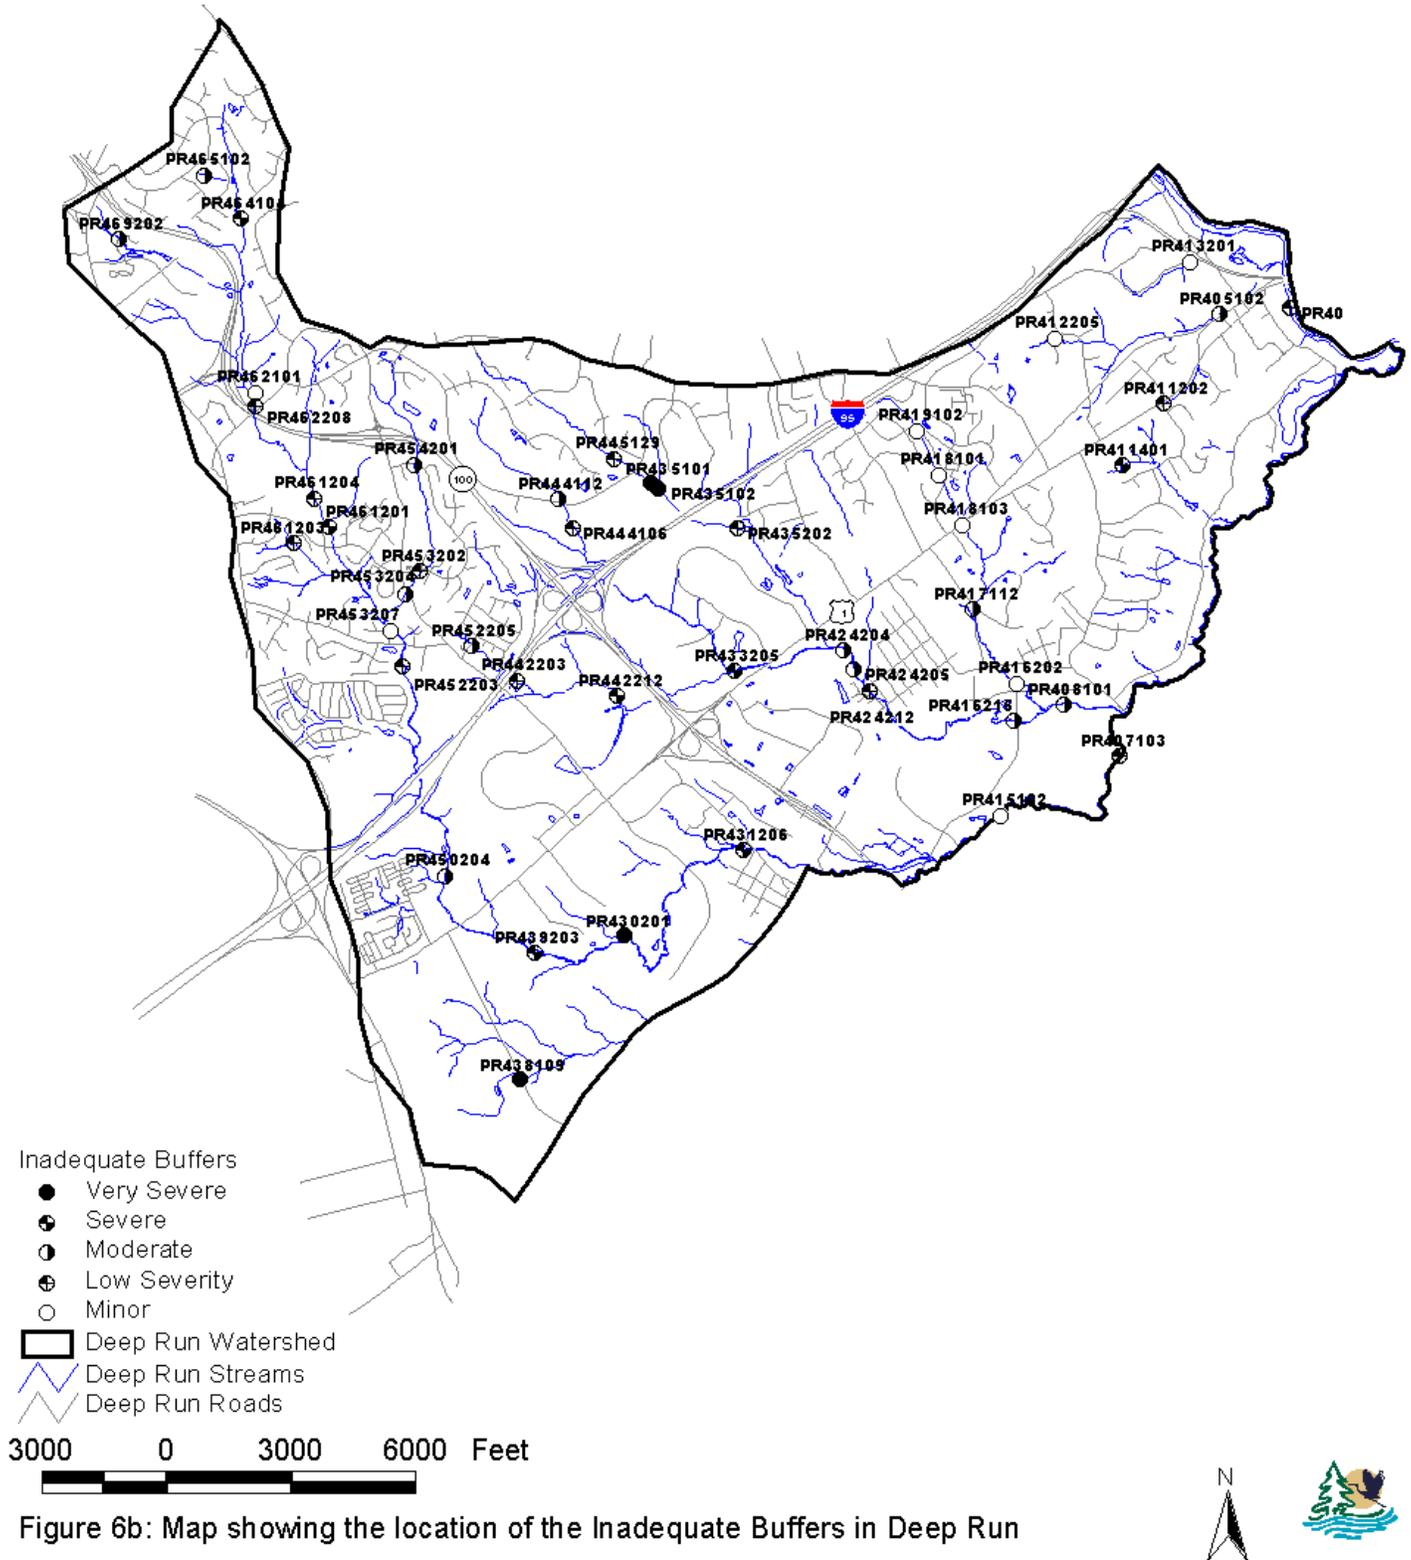 PR465102
PR464104
PR469202
PR413201
PR405102
PR40
PR412205
PR462101
PR462208
PR411202
95
PR419102
PR454201
PR445129
PR411401
PR418101
PR435101
100
PR461204
PR444112
PR435102
PR461201
PR418103
PR461203
PR444106
PR435202
PR453202
PR453204
PR417112
1
PR453207
PR452205
PR424204
PR442203
PR433205
PR416202
PR452203
PR442212
PR424205
PR408101
PR416216
PR424212
PR407103
PR415102
PR431206
PR450204
PR430201
PR439203
PR438109
Inadequate Buffers
Very Severe
Severe
Moderate
Low Severity
Minor
Deep Run Watershed
Deep Run Streams
Deep Run Roads
3000 0 3000 6000 Feet
N
Figure 6b: Map showing the location of the Inadequate Buffers in Deep Run